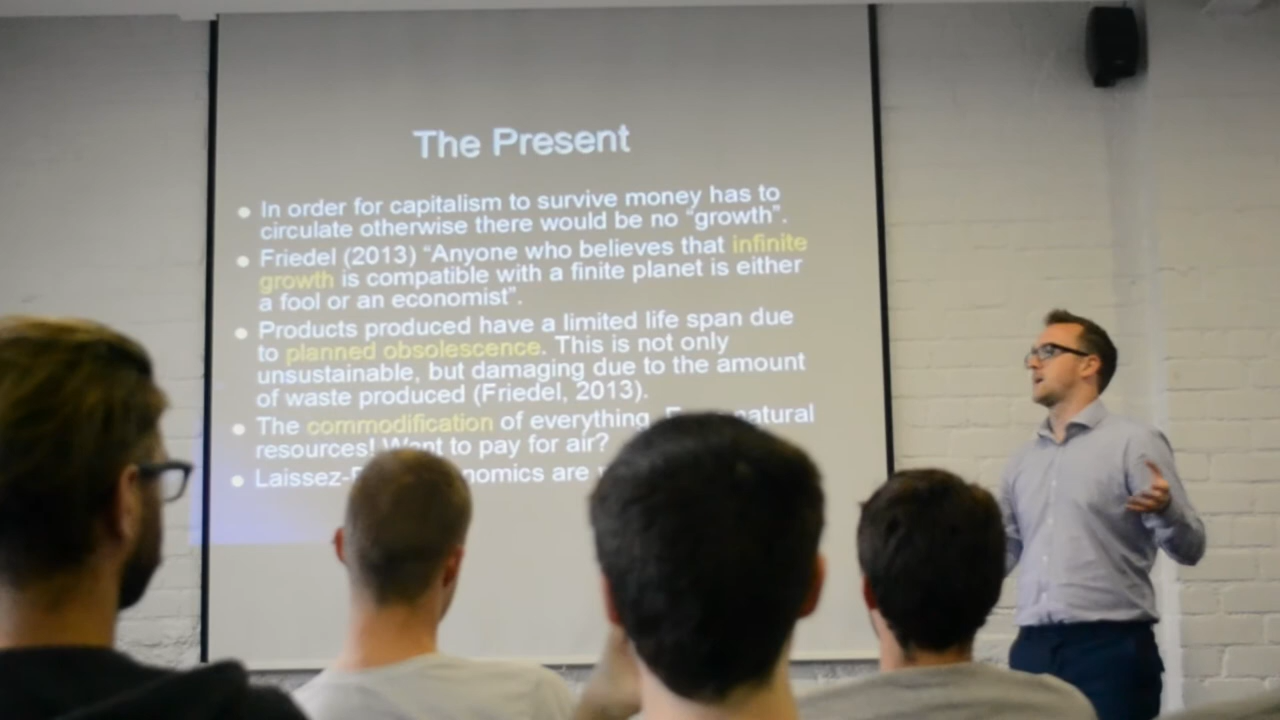 The Present
In order for capitalism to survive money has to
circulate otherwise there would be no "growth".
Friedel (2013) "Anyone who believes that infinite
growth is compatible with a finite planet is either
a fool or an economist".
Products produced have a limited life span due
to planned obsolescence. This is not only
unsustainable, but damaging due to the amount
of waste produced (Friedel, 2013).
The commodification of everything. natural
resources! Want to pay for air?
are